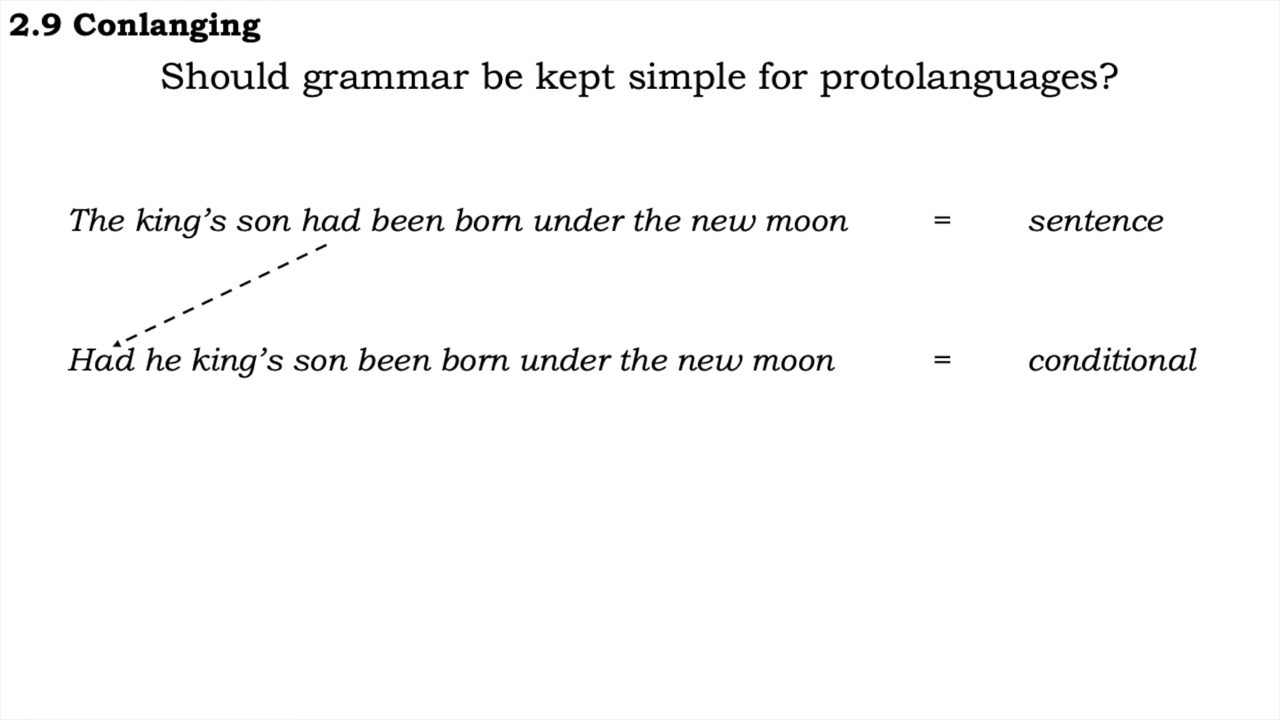 2.9 Conlanging
Should grammar be kept simple for protolanguages?
The king’s son had been born under the new moon = sentence
Had he king’s son been born under the new moon = conditional